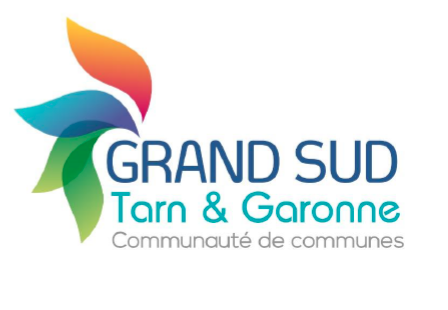 GRAND SUD
Tarn & Garonne
Communauté de communes